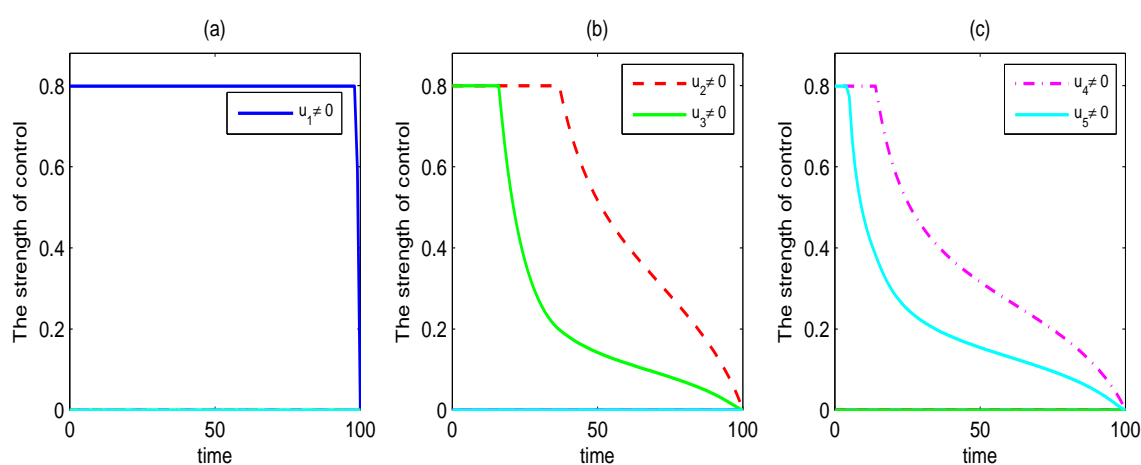 (a)
The strength of control
0.8
0.6
0.4
0.2
0
u1≠ 0
0 50 100
time
(b)
The strength of control
0.8
0.6
0.4
0.2
0
u2≠ 0
u3≠ 0
0 50 100
time
(c)
The strength of control
0.8
0.6
0.4
0.2
0
u4≠ 0
u5≠ 0
0 50 100
time